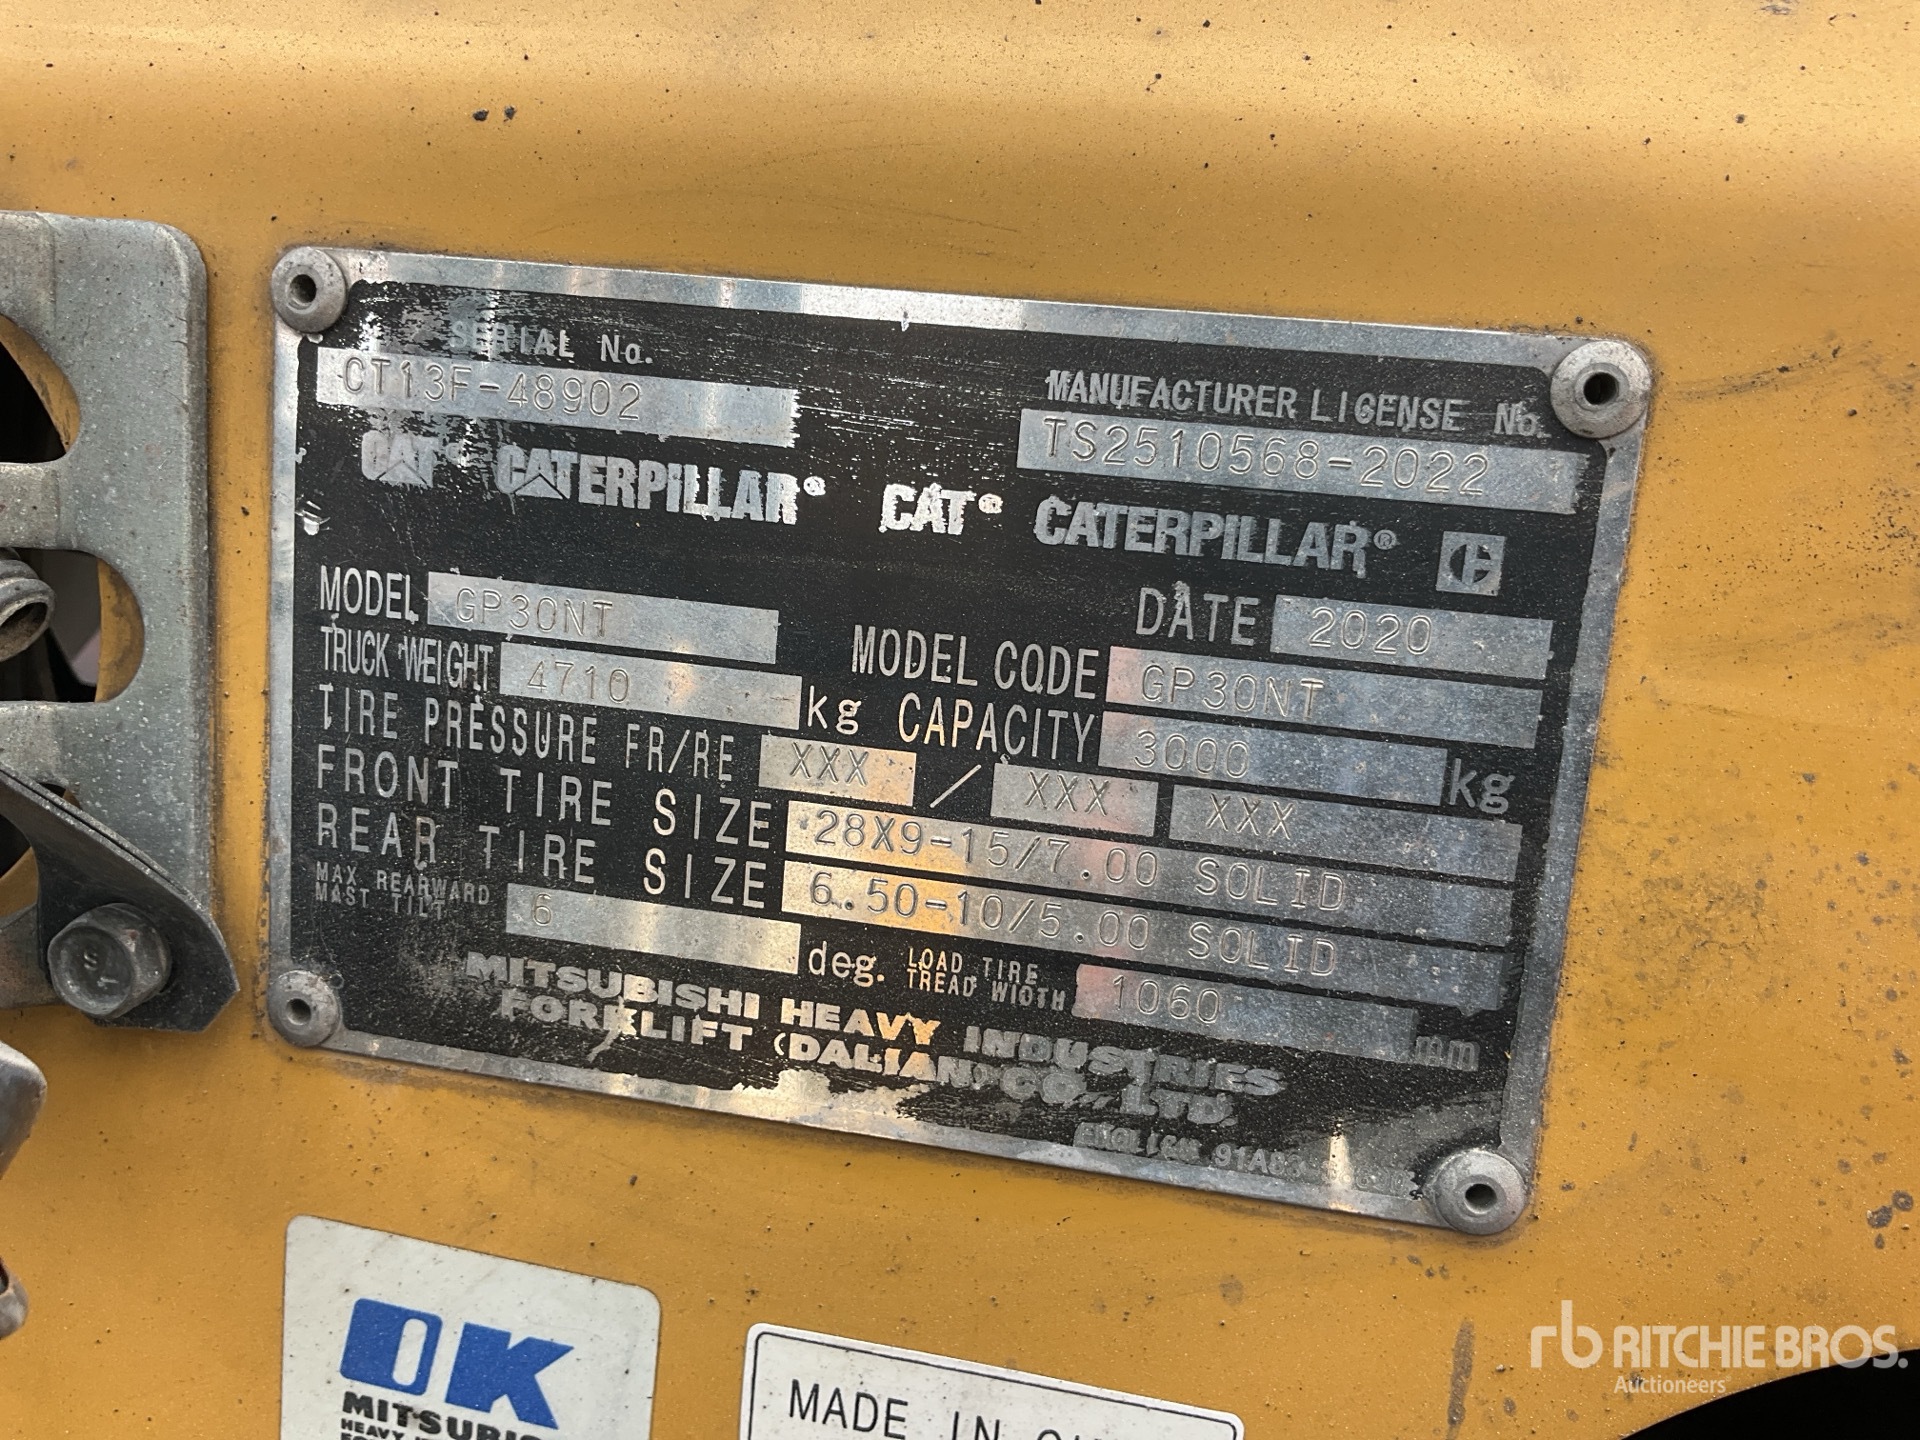 SERIAL No.
CT13F-48902
MANUFACTURER LICENSE No.
TS2510568-2022
CAT® CATERPILLAR® CAT® CATERPILLAR®
MODEL GP30NT DATE 2020
TRUCK WEIGHT 4710 kg MODEL CODE GP30NT
CAPACITY 3000 kg
TIRE PRESSURE FR/RE XXX / XXX XXX
FRONT TIRE SIZE 28X9-15/7.00 SOLID
REAR TIRE SIZE 6.50-10/5.00 SOLID
MAX REARWARD
MAST TILT 6 deg.
LOAD TIRE
TREAD WIDTH 1060 mm
MITSUBISHI HEAVY INDUSTRIES
FORKLIFT (DALIAN) CO., LTD.
OK
MITSUBIS
HEAVY
MADE IN
rb RITCHIE BROS.
Auctioneers